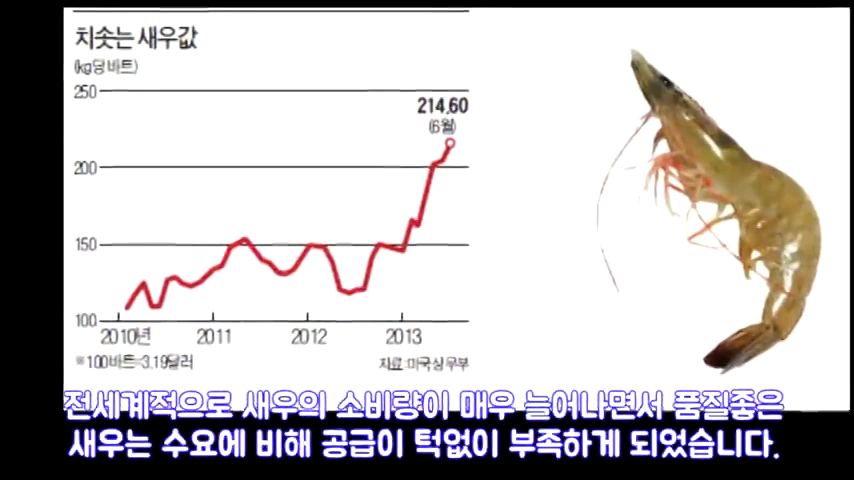 치솟는 새우값
(kg당 바트)
250
214.60
(6월)
200
150
100
2010년 2011 2012 2013
※100바트=3.19달러 자료:미국 상무부
전세계적으로 새우의 소비량이 매우 늘어나면서 품질좋은
새우는 수요에 비해 공급이 턱없이 부족하게 되었습니다.